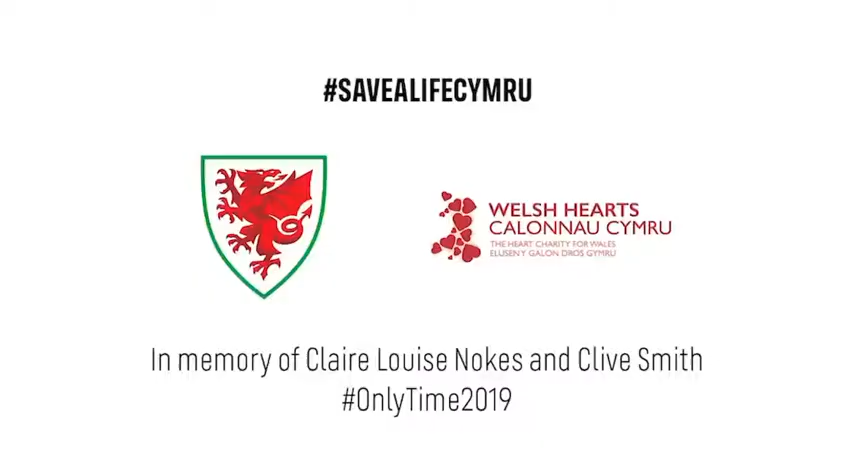 #SAVEALIFECYMRU
WELSH HEARTS
CALONNAU CYMRU
THE HEART CHARITY FOR WALES
ELUSEN Y GALON DROS GYMRU
In memory of Claire Louise Nokes and Clive Smith
#OnlyTime2019